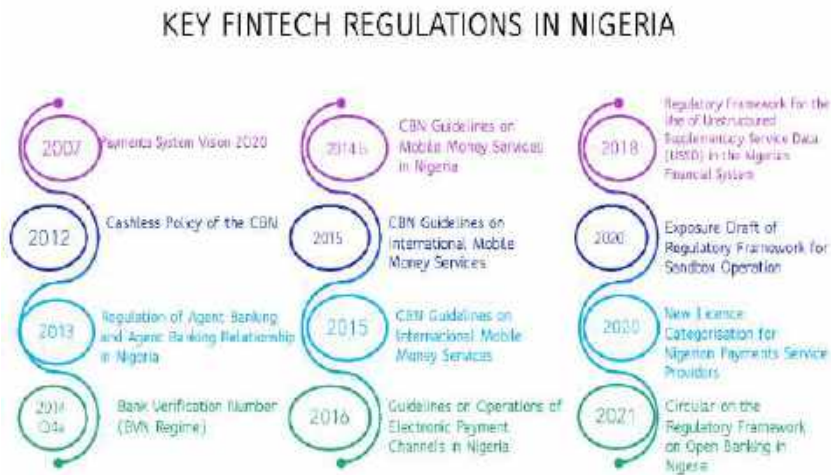 KEY FINTECH REGULATIONS IN NIGERIA
2007
Payments System Vision 2020
2012
Cashless Policy of the CBN
2013
Regulation of Agent Banking
and Agent Banking Relationship
in Nigeria
2014
Bank Verification Number
(BVN Regime)
2014
CBN Guidelines on
Mobile Money Services
in Nigeria
2015
CBN Guidelines on
International Mobile
Money Services
2015
CBN Guidelines on
International Mobile
Money Services
2016
Guidelines on Operations of
Electronic Payment
Channels in Nigeria
2018
Regulatory Framework for the
Use of Unstructured
Supplementary Service Data
(USSD) in the Nigerian
Financial System
2020
Exposure Draft of
Regulatory Framework for
Sandbox Operation
2020
New Licence
Categorisation for
Nigerian Payments Service
Providers
2021
Circular on the
Regulatory Framework
on Open Banking in
Nigeria